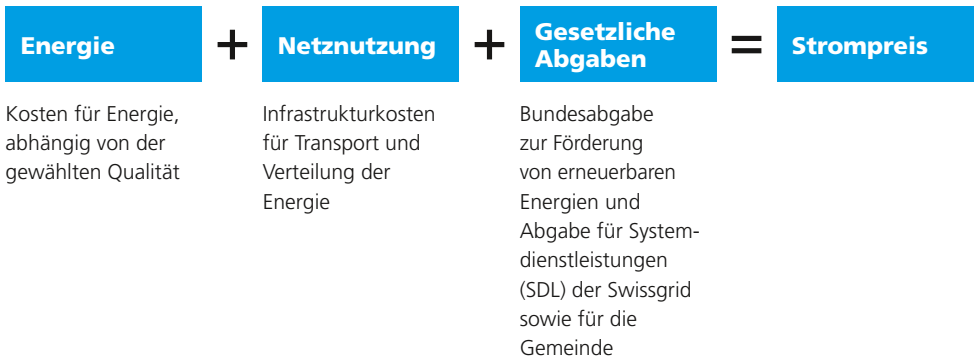 Energie
+
Netznutzung
+
Gesetzliche
Abgaben
=
Strompreis
Kosten für Energie,
abhängig von der
gewählten Qualität
Infrastrukturkosten
für Transport und
Verteilung der
Energie
Bundesabgabe
zur Förderung
von erneuerbaren
Energien und
Abgabe für System-
dienstleistungen
(SDL) der Swissgrid
sowie für die
Gemeinde